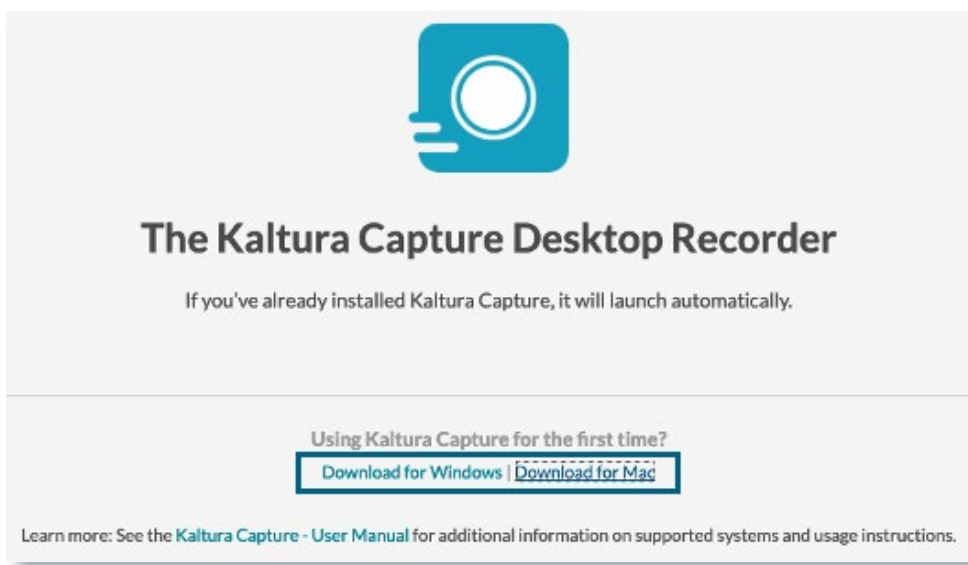 The Kaltura Capture Desktop Recorder
If you've already installed Kaltura Capture, it will launch automatically.
Using Kaltura Capture for the first time?
Download for Windows | Download for Mac
Learn more: See the Kaltura Capture - User Manual for additional information on supported systems and usage instructions.